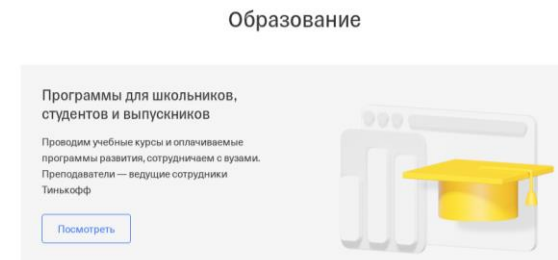 Образование
Программы для школьников,
студентов и выпускников
Проводим учебные курсы и оплачиваемые
программы развития, сотрудничаем с вузами.
Преподаватели — ведущие сотрудники
Тинькофф
Посмотреть